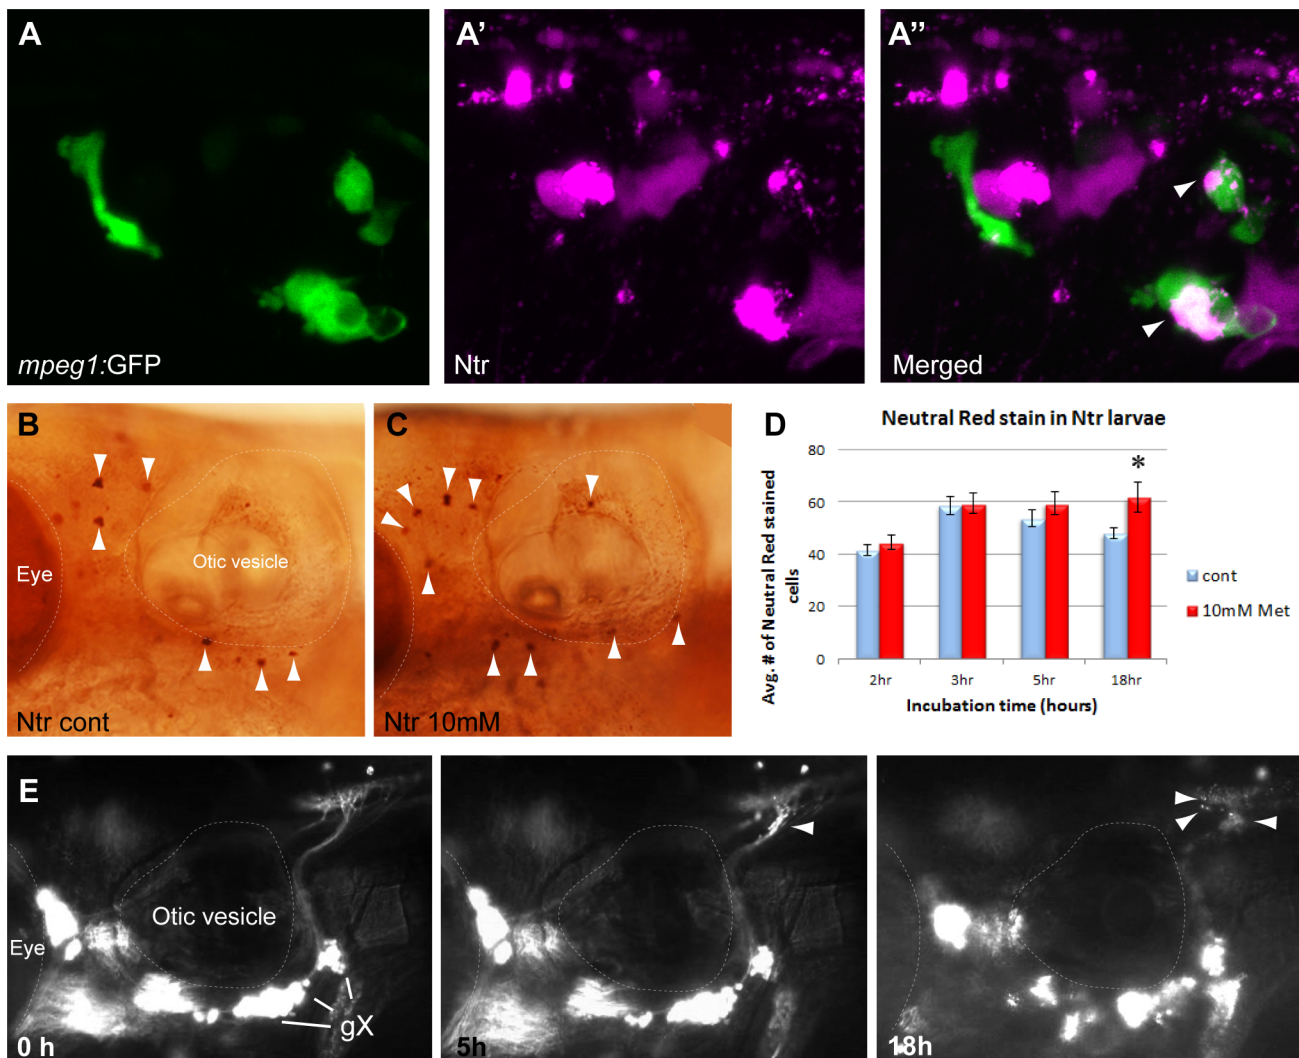 A
mpeg1:GFP
A'
Ntr
A''
Merged
B
Eye
Otic vesicle
Ntr cont
C
Ntr 10mM
D
Neutral Red stain in Ntr larvae
Avg. # of Neutral Red stained
cells
80
60
40
20
0
*
2hr
3hr
5hr
18hr
Incubation time (hours)
cont
10mM Met
E
Otic vesicle
Eye
gX
0 h
5h
18h